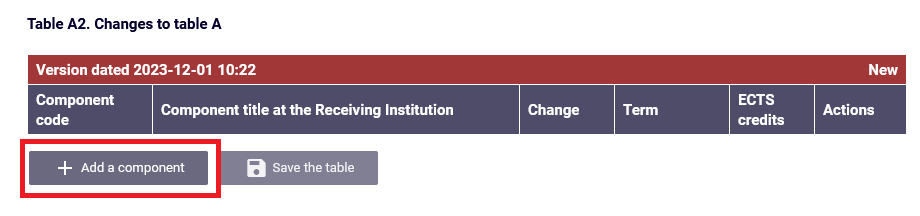 Table A2. Changes to table A
Version dated 2023-12-01 10:22 New
Component code Component title at the Receiving Institution Change Term ECTS credits Actions
Add a component Save the table